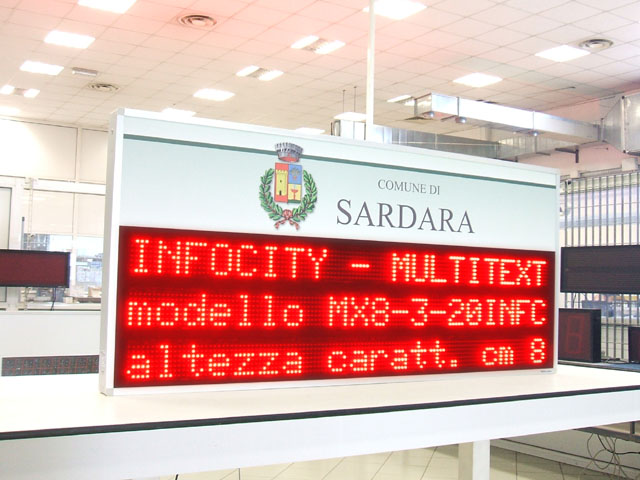 COMUNE DI
SARDARA
INFOCITY - MULTITEXT
modello MX8-3-20INFC
altezza caratt. cm 8